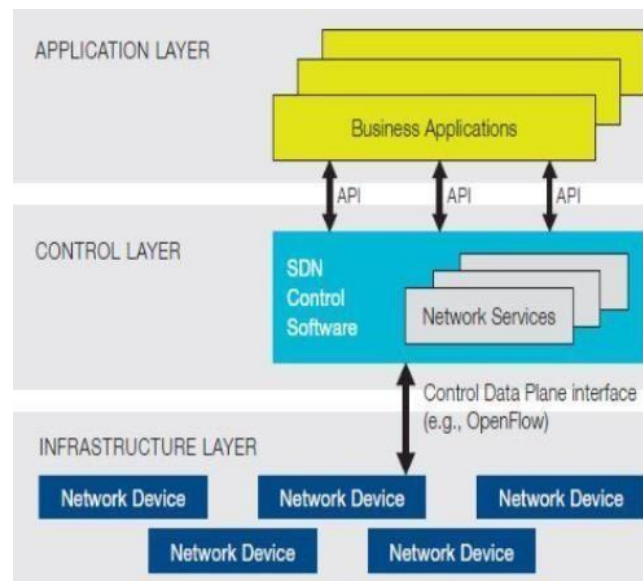 APPLICATION LAYER
Business Applications
API
API
API
CONTROL LAYER
SDN
Control
Software
Network Services
Control Data Plane interface
(e.g., OpenFlow)
INFRASTRUCTURE LAYER
Network Device
Network Device
Network Device
Network Device
Network Device